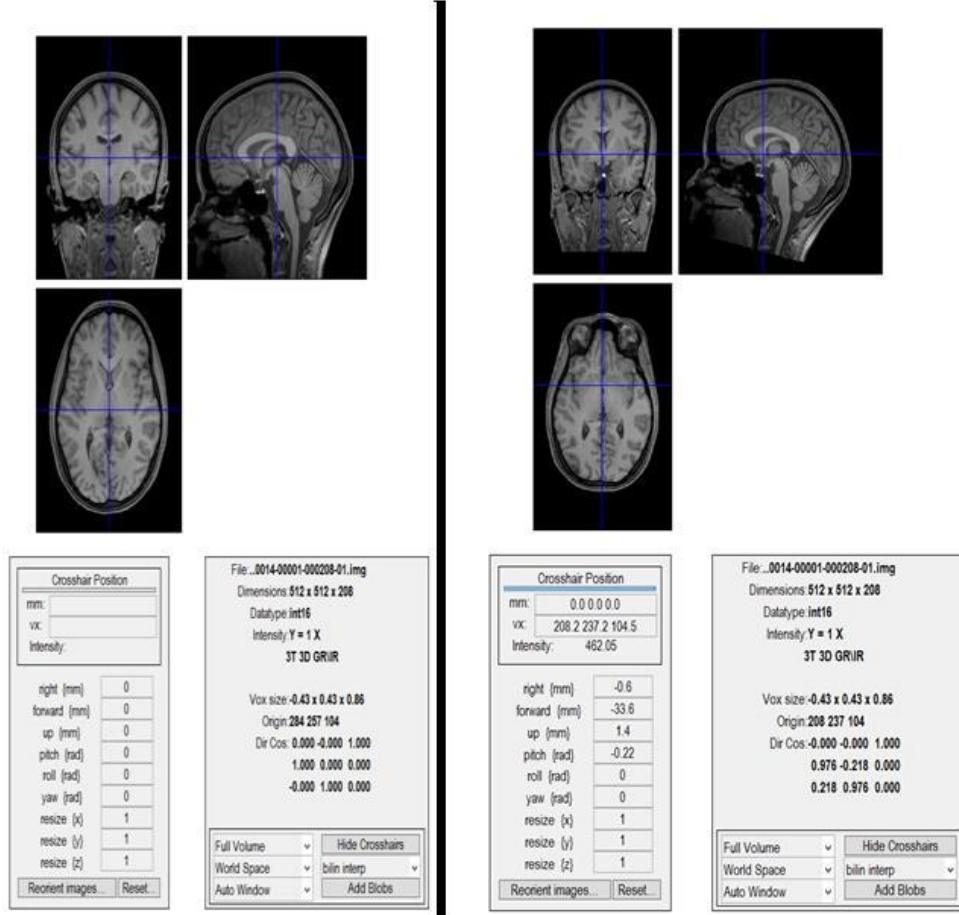 Crosshair Position
mm:
vx:
Intensity:
right {mm} 0
forward {mm} 0
up {mm} 0
pitch {rad} 0
roll {rad} 0
yaw {rad} 0
resize {x} 1
resize {y} 1
resize {z} 1
Reorient images... Reset...
File:...0014-00001-000208-01.img
Dimensions:512 x 512 x 208
Datatype:int16
Intensity:Y = 1 X
3T 3D GR\IR
Vox size:-0.43 x 0.43 x 0.86
Origin:284 257 104
Dir Cos: 0.000 -0.000 1.000
1.000 0.000 0.000
-0.000 1.000 0.000
Full Volume Hide Crosshairs
World Space bilin interp
Auto Window Add Blobs
Crosshair Position
mm: 0.0 0.0 0.0
vx: 208.2 237.2 104.5
Intensity: 462.05
right {mm} -0.6
forward {mm} -33.6
up {mm} 1.4
pitch {rad} -0.22
roll {rad} 0
yaw {rad} 0
resize {x} 1
resize {y} 1
resize {z} 1
Reorient images... Reset...
File:...0014-00001-000208-01.img
Dimensions:512 x 512 x 208
Datatype:int16
Intensity:Y = 1 X
3T 3D GR\IR
Vox size:-0.43 x 0.43 x 0.86
Origin:208 237 104
Dir Cos:-0.000 -0.000 1.000
0.976 -0.218 0.000
0.218 0.976 0.000
Full Volume Hide Crosshairs
World Space bilin interp
Auto Window Add Blobs